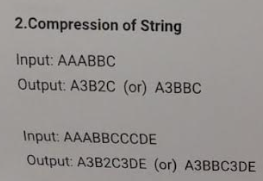 2.Compression of String
Input: AAABBC
Output: A3B2C (or) A3BBC
Input: AAABBCCCDE
Output: A3B2C3DE (or) A3BBC3DE